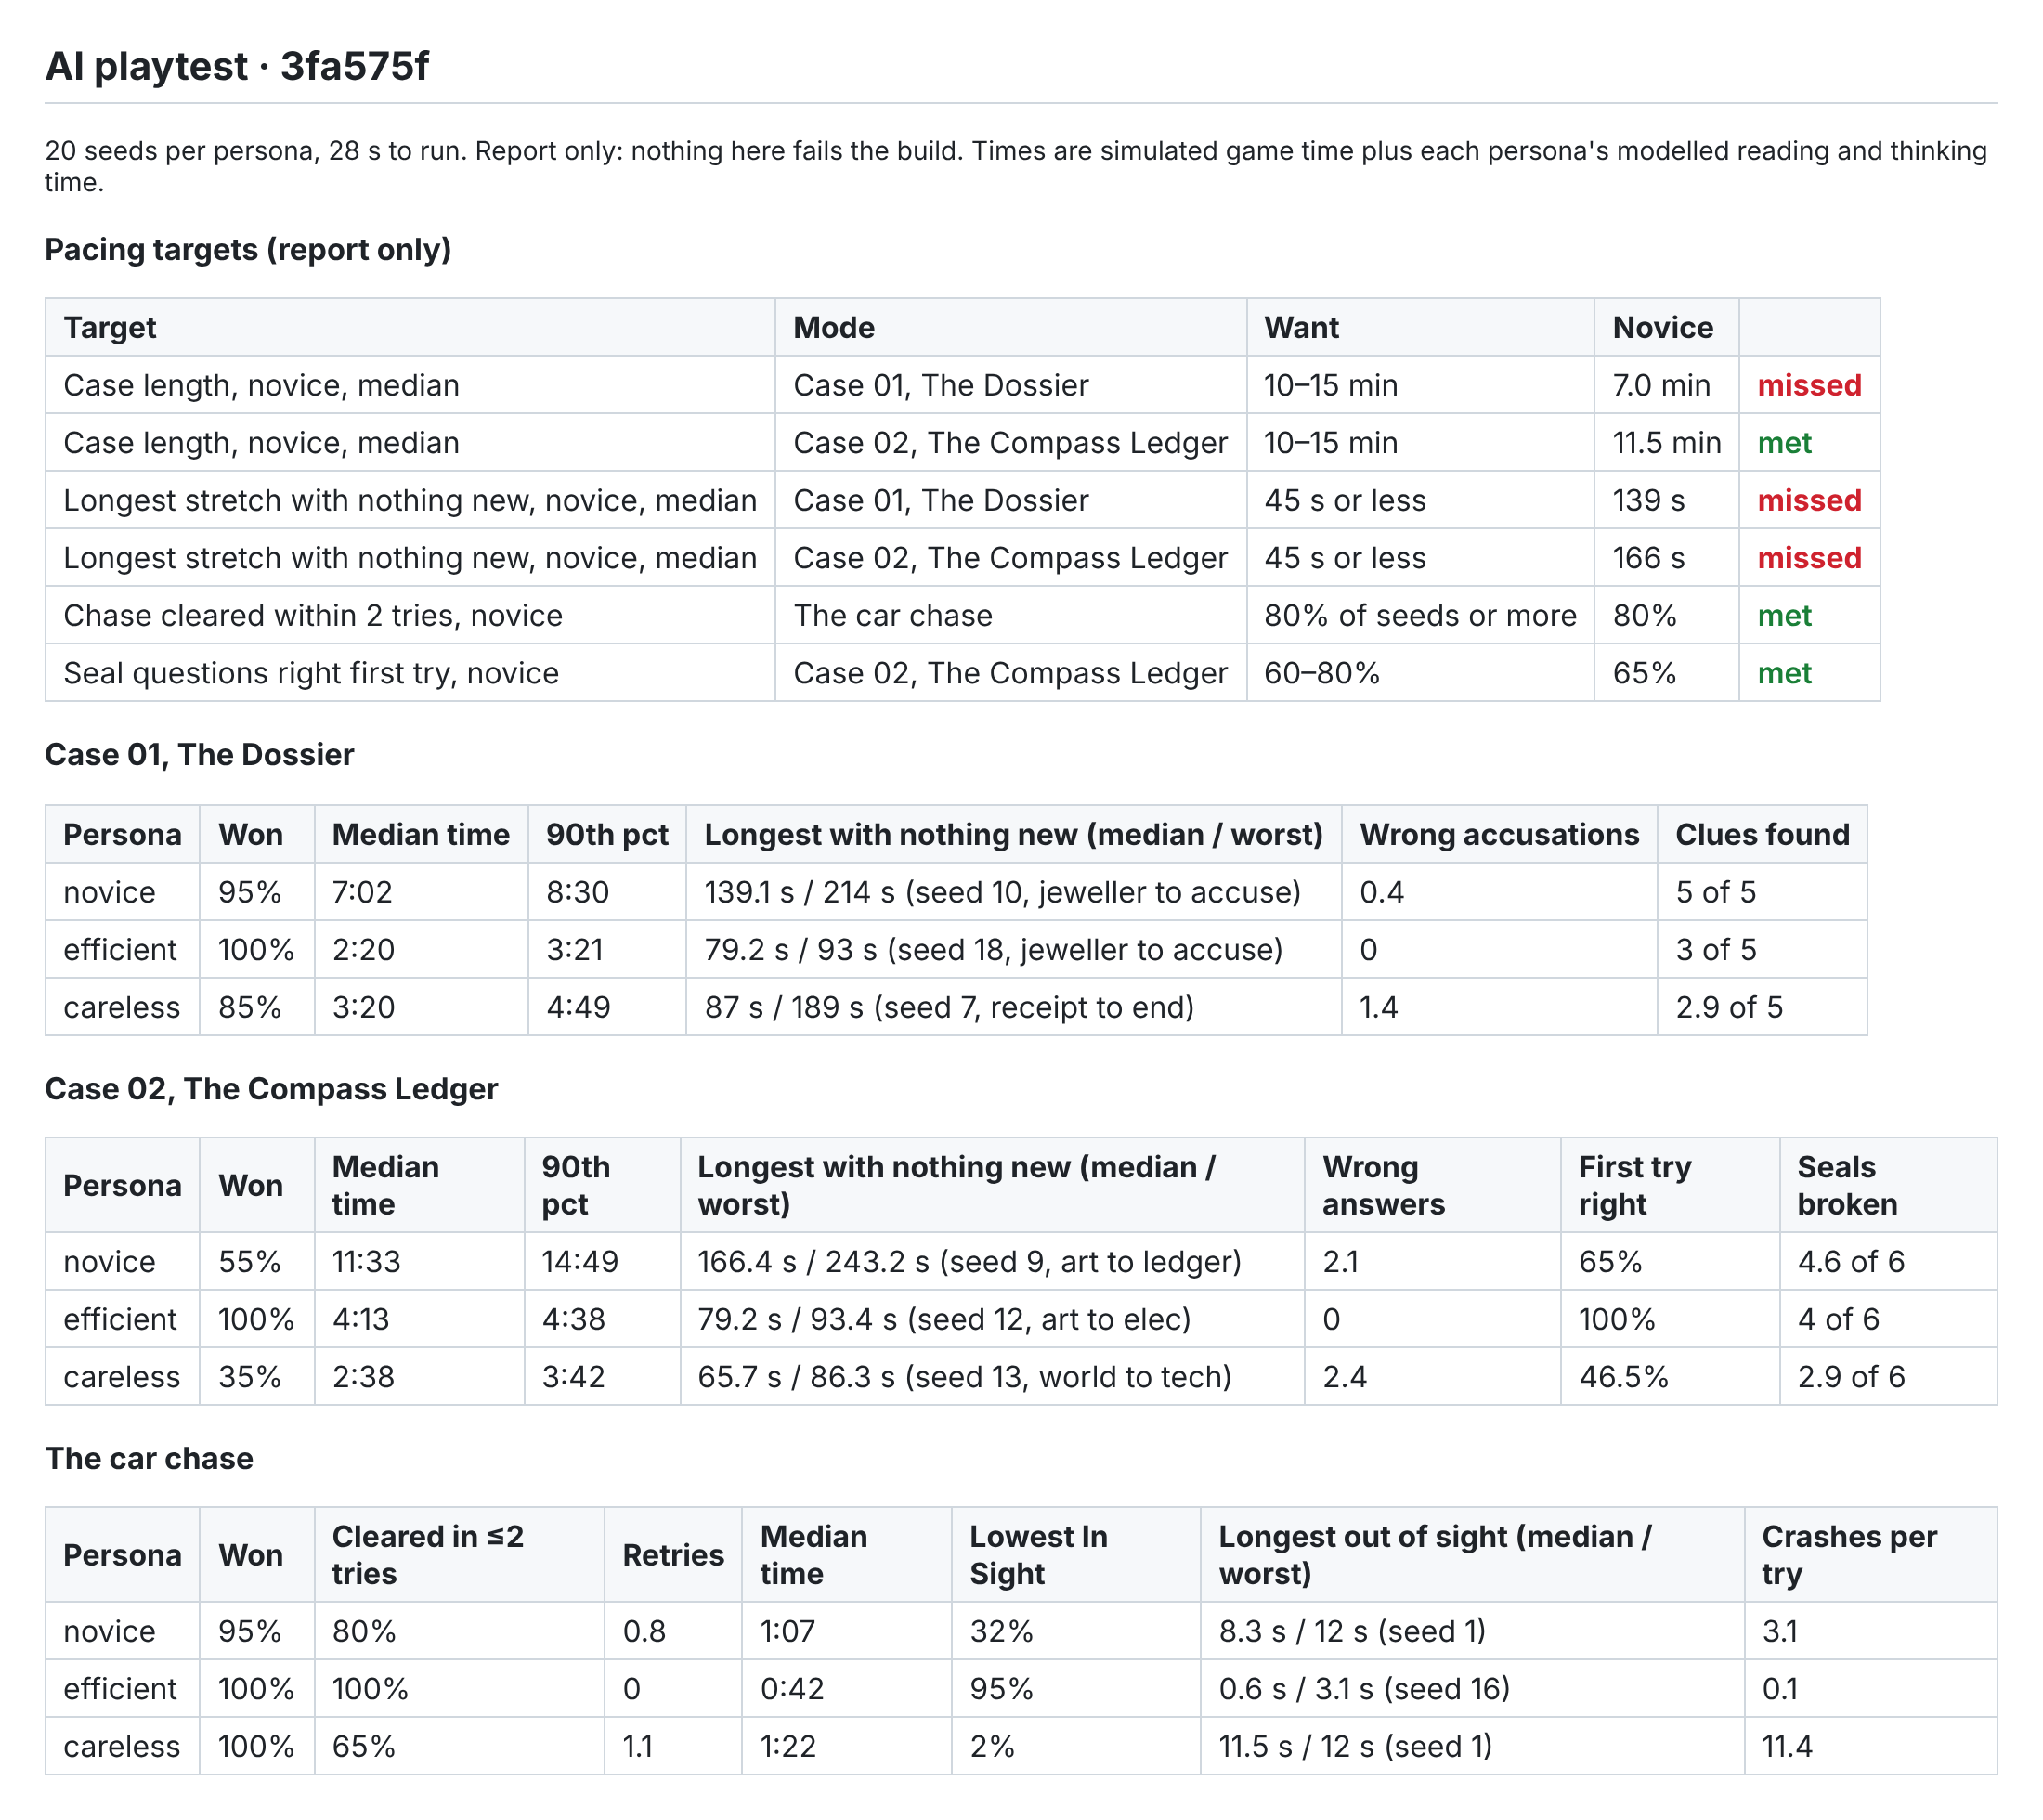 AI playtest · 3fa575f
20 seeds per persona, 28 s to run. Report only: nothing here fails the build. Times are simulated game time plus each persona's modelled reading and thinking
time.
Pacing targets (report only)
Target Mode Want Novice
Case length, novice, median Case 01, The Dossier 10–15 min 7.0 min missed
Case length, novice, median Case 02, The Compass Ledger 10–15 min 11.5 min met
Longest stretch with nothing new, novice, median Case 01, The Dossier 45 s or less 139 s missed
Longest stretch with nothing new, novice, median Case 02, The Compass Ledger 45 s or less 166 s missed
Chase cleared within 2 tries, novice The car chase 80% of seeds or more 80% met
Seal questions right first try, novice Case 02, The Compass Ledger 60–80% 65% met
Case 01, The Dossier
Persona Won Median time 90th pct Longest with nothing new (median / worst) Wrong accusations Clues found
novice 95% 7:02 8:30 139.1 s / 214 s (seed 10, jeweller to accuse) 0.4 5 of 5
efficient 100% 2:20 3:21 79.2 s / 93 s (seed 18, jeweller to accuse) 0 3 of 5
careless 85% 3:20 4:49 87 s / 189 s (seed 7, receipt to end) 1.4 2.9 of 5
Case 02, The Compass Ledger
Persona Won Median time 90th pct Longest with nothing new (median / worst) Wrong answers First try right Seals broken
novice 55% 11:33 14:49 166.4 s / 243.2 s (seed 9, art to ledger) 2.1 65% 4.6 of 6
efficient 100% 4:13 4:38 79.2 s / 93.4 s (seed 12, art to elec) 0 100% 4 of 6
careless 35% 2:38 3:42 65.7 s / 86.3 s (seed 13, world to tech) 2.4 46.5% 2.9 of 6
The car chase
Persona Won Cleared in ≤2 tries Retries Median time Lowest In Sight Longest out of sight (median / worst) Crashes per try
novice 95% 80% 0.8 1:07 32% 8.3 s / 12 s (seed 1) 3.1
efficient 100% 100% 0 0:42 95% 0.6 s / 3.1 s (seed 16) 0.1
careless 100% 65% 1.1 1:22 2% 11.5 s / 12 s (seed 1) 11.4